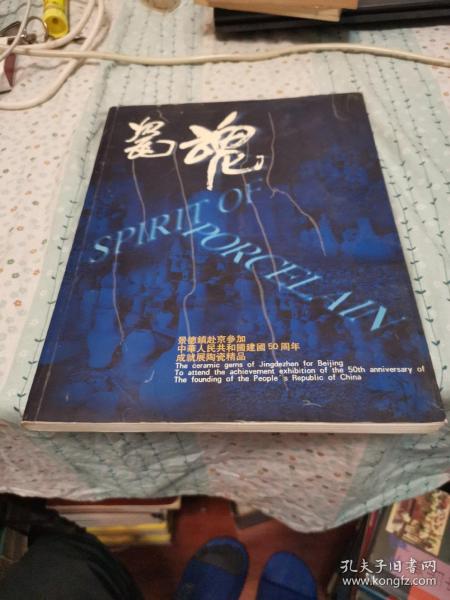 瓷魂
SPIRIT OF
PORCELAIN
景德鎮赴京參加
中華人民共和國建國50周年
成就展陶瓷精品
The ceramic gems of Jingdezhen for Beijing
To attend the achievement exhibition of the 50th anniversary of
The founding of the People's Republic of China
孔夫子旧书网
www.kongfz.com